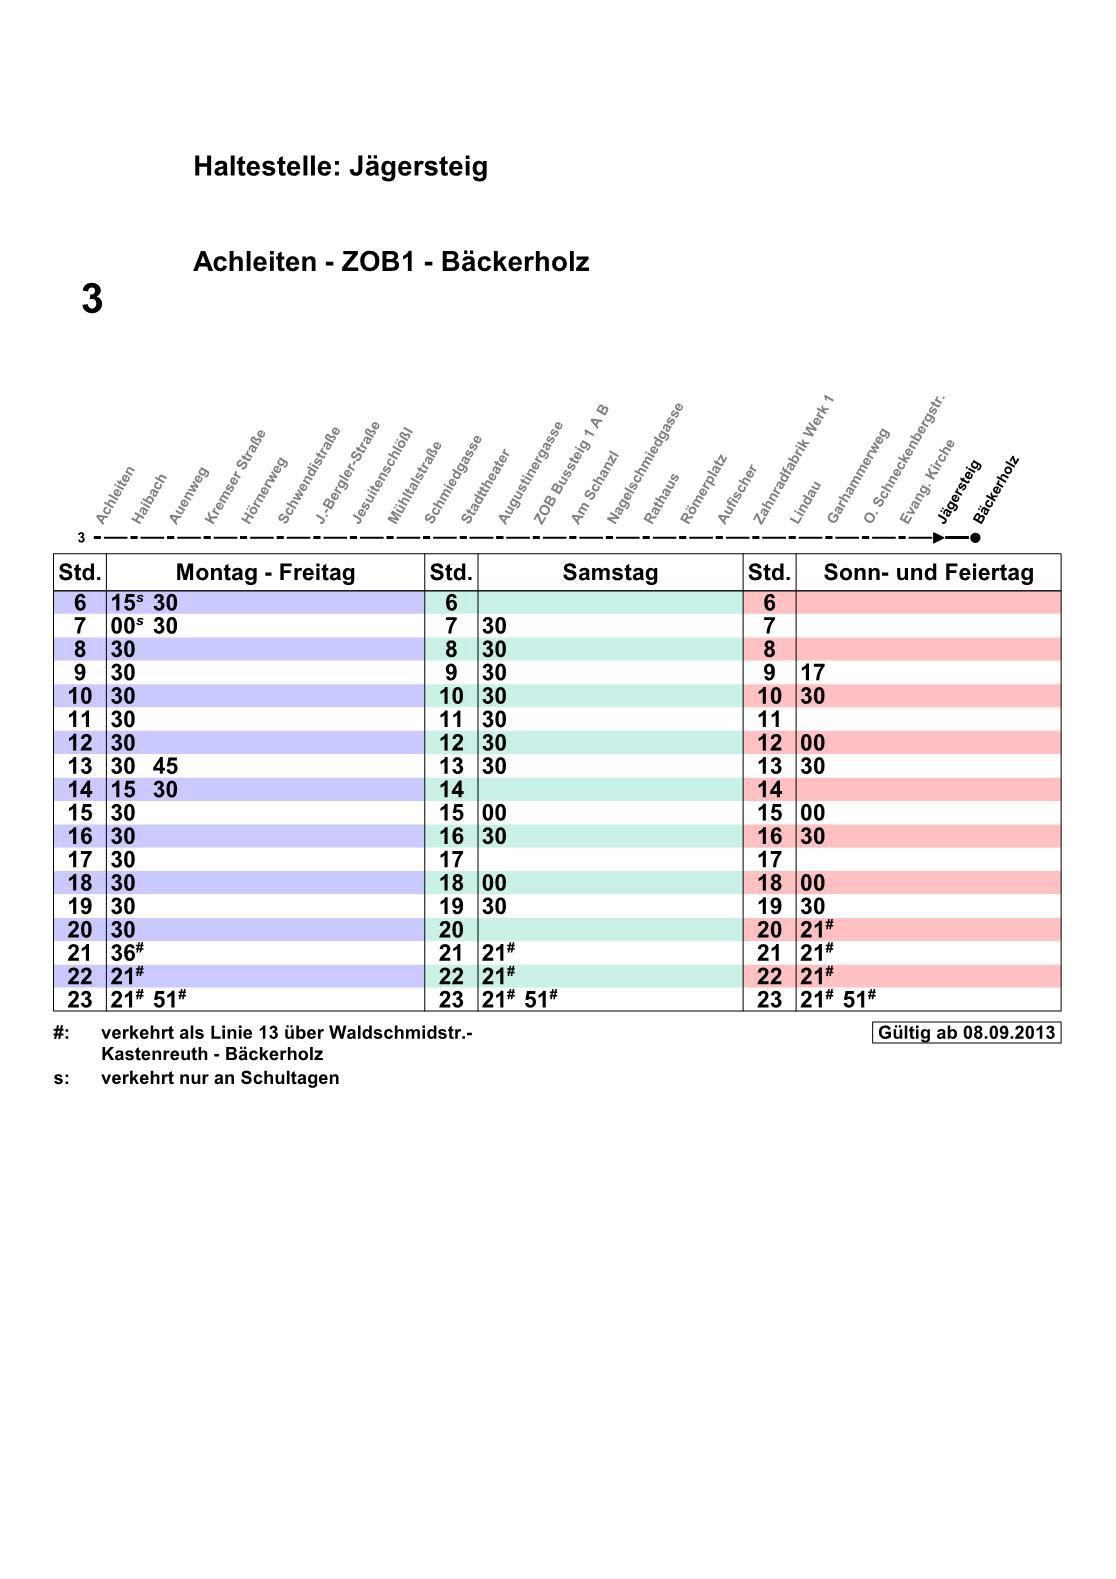 Haltestelle: Jägersteig
Achleiten - ZOB1 - Bäckerholz
3
Achleiten
Haibach
Auenweg
Kremser Straße
Hörnerweg
Schwendistraße
J.-Bergler-Straße
Jesuitenschlößl
Mühltalstraße
Schmiedgasse
Stadttheater
Augustinergasse
ZOB Bussteig 1 A B
Am Schanzl
Nagelschmiedgasse
Rathaus
Römerplatz
Aufischer
Zahnradfabrik Werk 1
Lindau
Garhammerweg
O. Schneckenbergstr.
Evang. Kirche
Jägersteig
Bäckerholz
3
Std. Montag - Freitag Std. Samstag Std. Sonn- und Feiertag
6 15s 30 6 6
7 00s 30 7 30 7
8 30 8 30 8
9 30 9 30 9 17
10 30 10 30 10 30
11 30 11 30 11
12 30 12 30 12 00
13 30 45 13 30 13 30
14 15 30 14 14
15 30 15 00 15 00
16 30 16 30 16 30
17 30 17 17
18 30 18 00 18 00
19 30 19 30 19 30
20 30 20 20 21#
21 36# 21 21# 21 21#
22 21# 22 21# 22 21#
23 21# 51# 23 21# 51# 23 21# 51#
#: verkehrt als Linie 13 über Waldschmidstr.- Gültig ab 08.09.2013
Kastenreuth - Bäckerholz
s: verkehrt nur an Schultagen